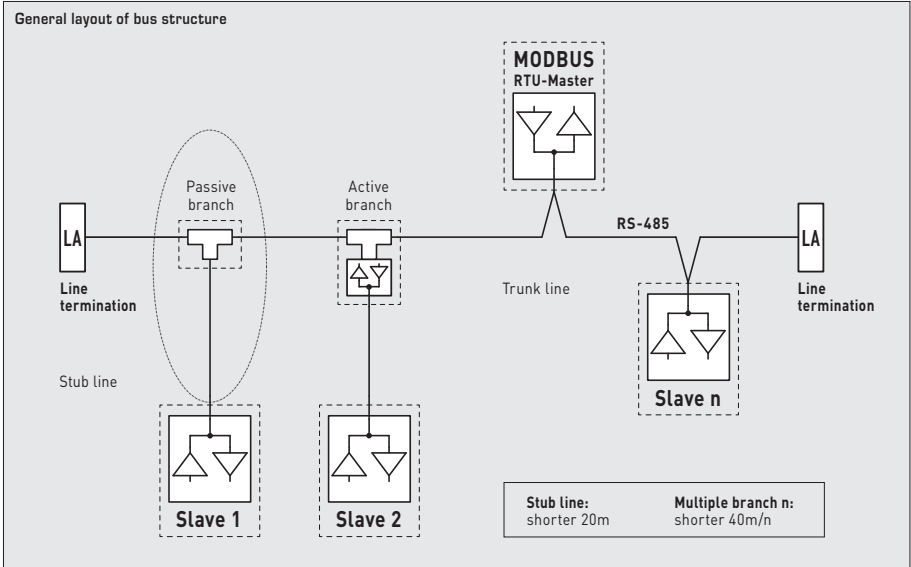 General layout of bus structure
MODBUS
RTU-Master
Passive
branch
Active
branch
LA
RS-485
LA
Line
termination
Trunk line
Line
termination
Stub line
Slave n
Slave 1
Slave 2
Stub line:
shorter 20m
Multiple branch n:
shorter 40m/n